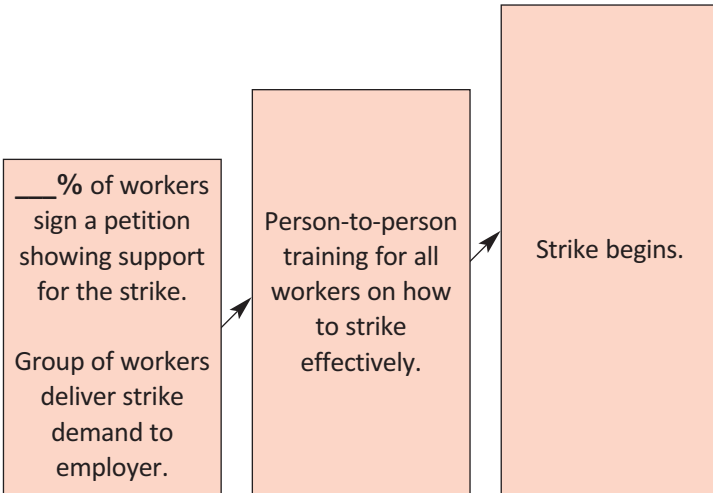 ___% of workers
sign a petition
showing support
for the strike.
Group of workers
deliver strike
demand to
employer.
Person-to-person
training for all
workers on how
to strike
effectively.
Strike begins.